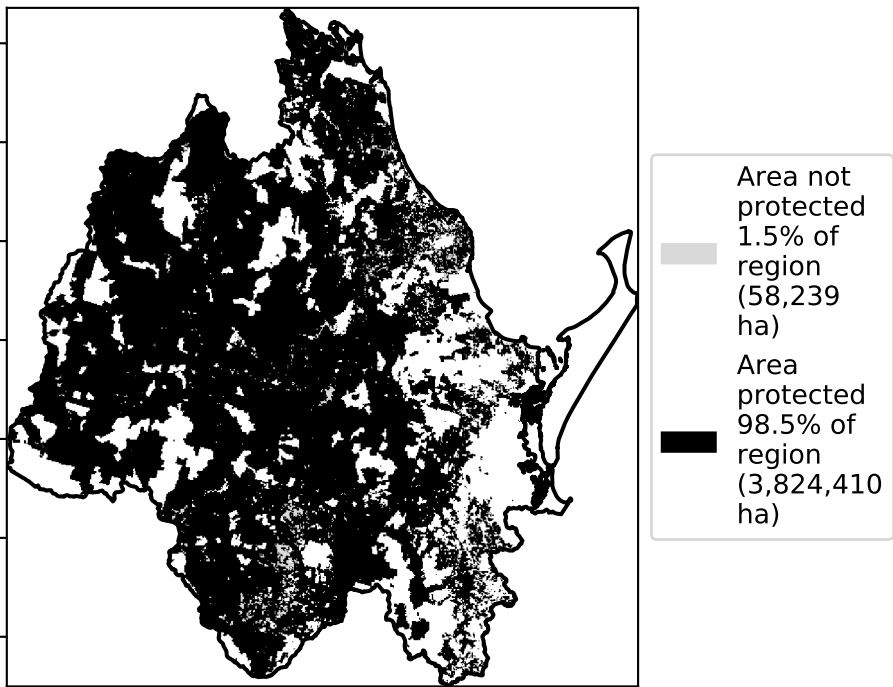 Area not
protected
1.5% of
region
(58,239
ha)
Area
protected
98.5% of
region
(3,824,410
ha)